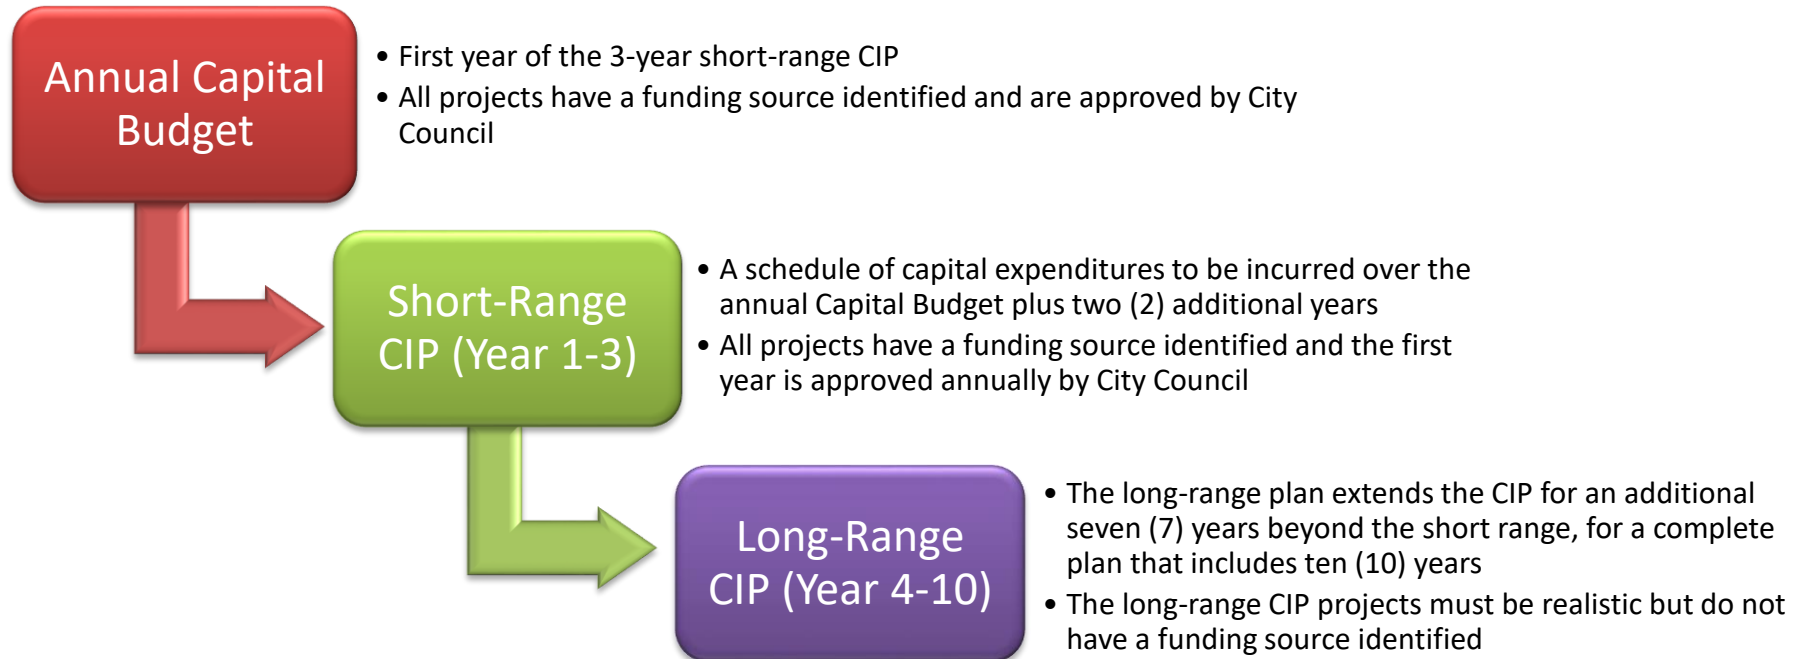 Annual Capital
Budget
• First year of the 3-year short-range CIP
• All projects have a funding source identified and are approved by City
Council
Short-Range
CIP (Year 1-3)
• A schedule of capital expenditures to be incurred over the
annual Capital Budget plus two (2) additional years
• All projects have a funding source identified and the first
year is approved annually by City Council
Long-Range
CIP (Year 4-10)
• The long-range plan extends the CIP for an additional
seven (7) years beyond the short range, for a complete
plan that includes ten (10) years
• The long-range CIP projects must be realistic but do not
have a funding source identified